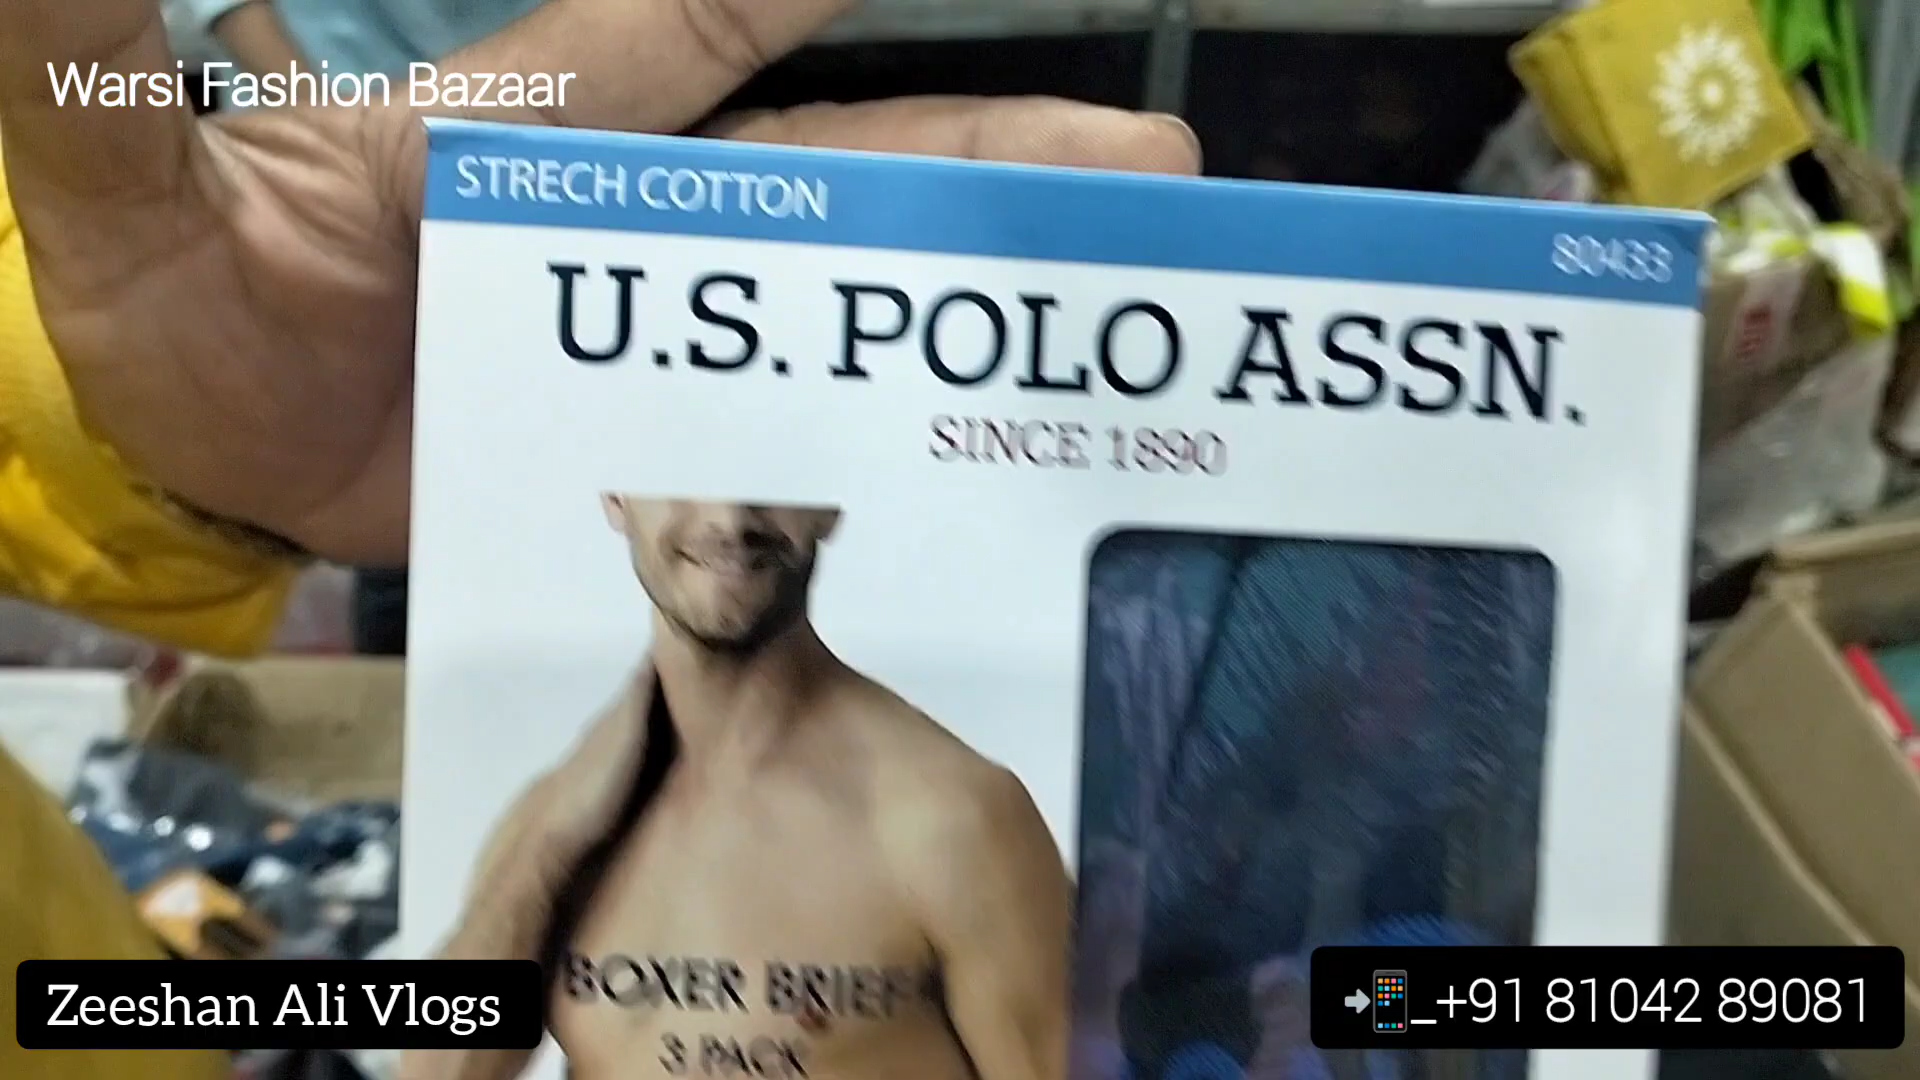 Warsi Fashion Bazaar
STRECH COTTON
80433
U.S. POLO ASSN.
SINCE 1890
BOXER BRIEF
3 PACK
Zeeshan Ali Vlogs
_+91 81042 89081